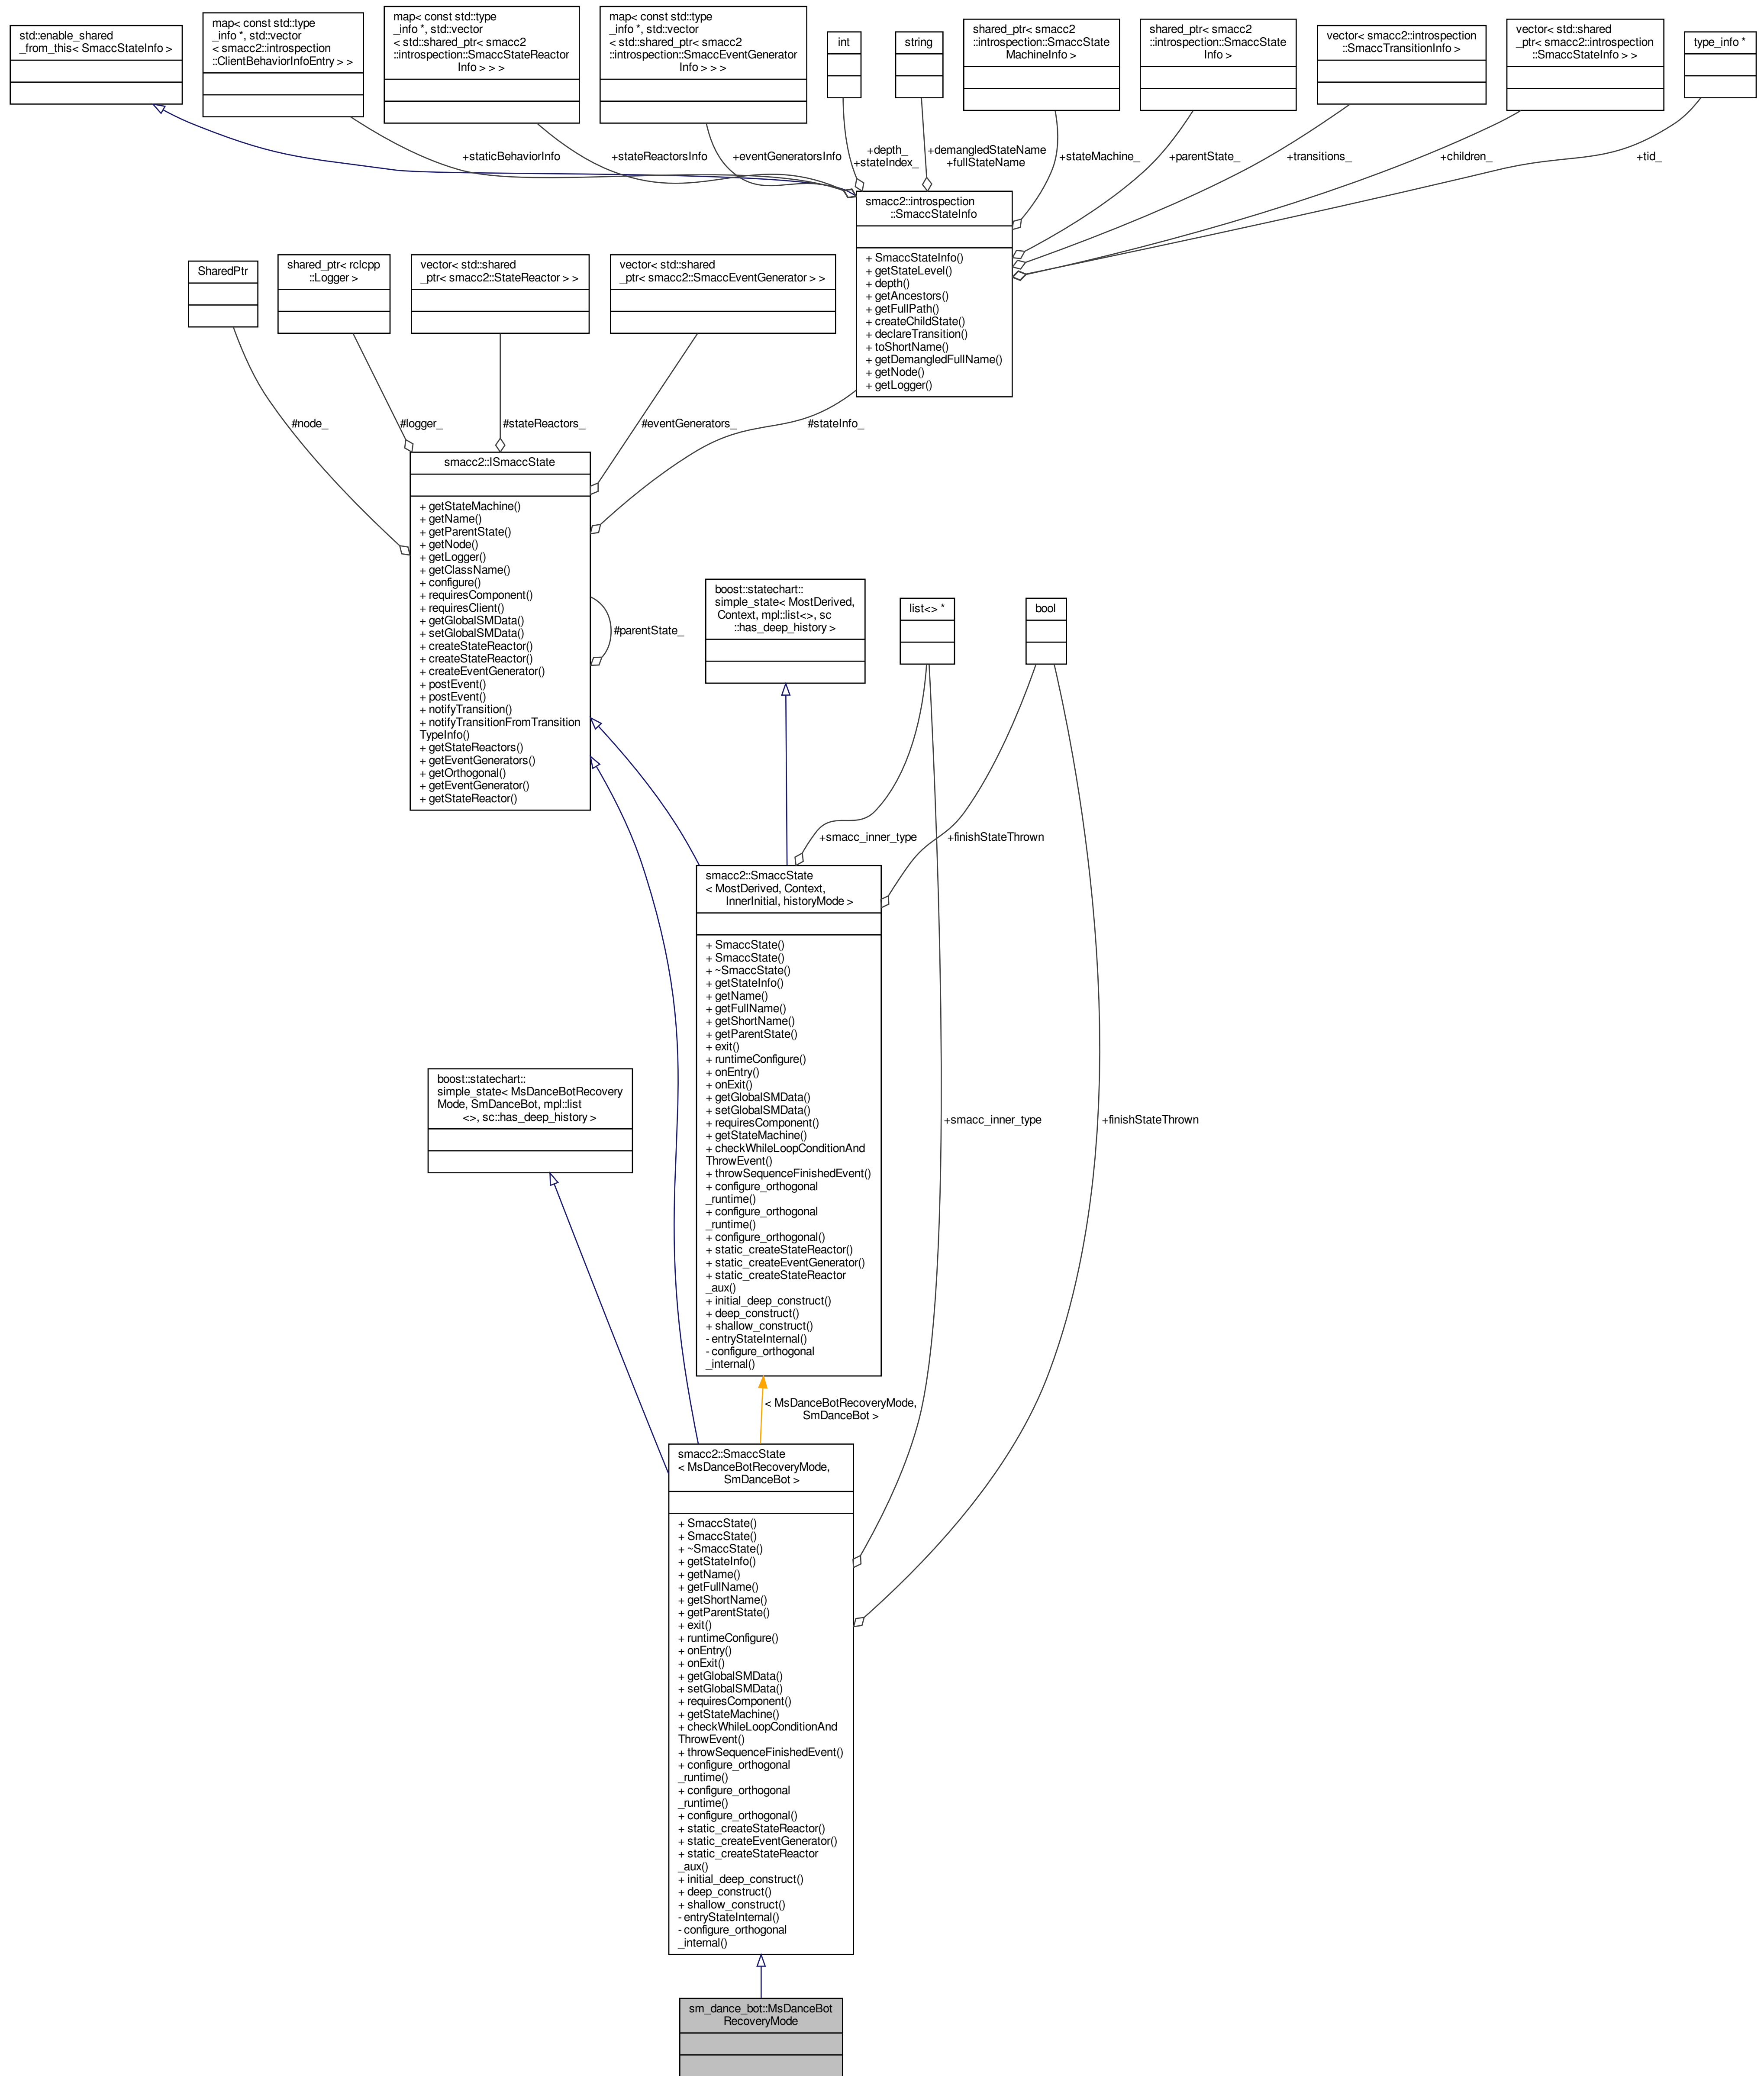 std::enable_shared
_from_this< SmaccStateInfo >
map< const std::type
_info *, std::vector
< smacc2::introspection
::ClientBehaviorInfoEntry > >
map< const std::type
_info *, std::vector
< std::shared_ptr< smacc2
::introspection::SmaccStateReactor
Info > > >
map< const std::type
_info *, std::vector
< std::shared_ptr< smacc2
::introspection::SmaccEventGenerator
Info > > >
int
string
shared_ptr< smacc2
::introspection::SmaccState
MachineInfo >
shared_ptr< smacc2
::introspection::SmaccState
Info >
vector< smacc2::introspection
::SmaccTransitionInfo >
vector< std::shared
_ptr< smacc2::introspection
::SmaccStateInfo > >
type_info *
+staticBehaviorInfo
+stateReactorsInfo
+eventGeneratorsInfo
+depth_
+stateIndex_
+demangledStateName
+fullStateName
+stateMachine_
+parentState_
+transitions_
+children_
+tid_
smacc2::introspection
::SmaccStateInfo
+ SmaccStateInfo()
+ getStateLevel()
+ depth()
+ getAncestors()
+ getFullPath()
+ createChildState()
+ declareTransition()
+ toShortName()
+ getDemangledFullName()
+ getNode()
+ getLogger()
SharedPtr
shared_ptr< rclcpp
::Logger >
vector< std::shared
_ptr< smacc2::StateReactor > >
vector< std::shared
_ptr< smacc2::SmaccEventGenerator > >
#node_
#logger_
#stateReactors_
#eventGenerators_
#stateInfo_
smacc2::ISmaccState
+ getStateMachine()
+ getName()
+ getParentState()
+ getNode()
+ getLogger()
+ getClassName()
+ configure()
+ requiresComponent()
+ requiresClient()
+ getGlobalSMData()
+ setGlobalSMData()
+ createStateReactor()
+ createStateReactor()
+ createEventGenerator()
+ postEvent()
+ postEvent()
+ notifyTransition()
+ notifyTransitionFromTransition
TypeInfo()
+ getStateReactors()
+ getEventGenerators()
+ getOrthogonal()
+ getEventGenerator()
+ getStateReactor()
#parentState_
boost::statechart::
simple_state< MostDerived,
Context, mpl::list<>, sc
::has_deep_history >
list<> *
bool
+smacc_inner_type
+finishStateThrown
smacc2::SmaccState
< MostDerived, Context,
InnerInitial, historyMode >
+ SmaccState()
+ SmaccState()
+ ~SmaccState()
+ getStateInfo()
+ getName()
+ getFullName()
+ getShortName()
+ getParentState()
+ exit()
+ runtimeConfigure()
+ onEntry()
+ onExit()
+ getGlobalSMData()
+ setGlobalSMData()
+ requiresComponent()
+ getStateMachine()
+ checkWhileLoopConditionAnd
ThrowEvent()
+ throwSequenceFinishedEvent()
+ configure_orthogonal
_runtime()
+ configure_orthogonal
_runtime()
+ configure_orthogonal()
+ static_createStateReactor()
+ static_createEventGenerator()
+ static_createStateReactor
_aux()
+ initial_deep_construct()
+ deep_construct()
+ shallow_construct()
- entryStateInternal()
- configure_orthogonal
_internal()
boost::statechart::
simple_state< MsDanceBotRecovery
Mode, SmDanceBot, mpl::list
<>, sc::has_deep_history >
+smacc_inner_type
+finishStateThrown
< MsDanceBotRecoveryMode,
SmDanceBot >
smacc2::SmaccState
< MsDanceBotRecoveryMode,
SmDanceBot >
+ SmaccState()
+ SmaccState()
+ ~SmaccState()
+ getStateInfo()
+ getName()
+ getFullName()
+ getShortName()
+ getParentState()
+ exit()
+ runtimeConfigure()
+ onEntry()
+ onExit()
+ getGlobalSMData()
+ setGlobalSMData()
+ requiresComponent()
+ getStateMachine()
+ checkWhileLoopConditionAnd
ThrowEvent()
+ throwSequenceFinishedEvent()
+ configure_orthogonal
_runtime()
+ configure_orthogonal
_runtime()
+ configure_orthogonal()
+ static_createStateReactor()
+ static_createEventGenerator()
+ static_createStateReactor
_aux()
+ initial_deep_construct()
+ deep_construct()
+ shallow_construct()
- entryStateInternal()
- configure_orthogonal
_internal()
sm_dance_bot::MsDanceBot
RecoveryMode